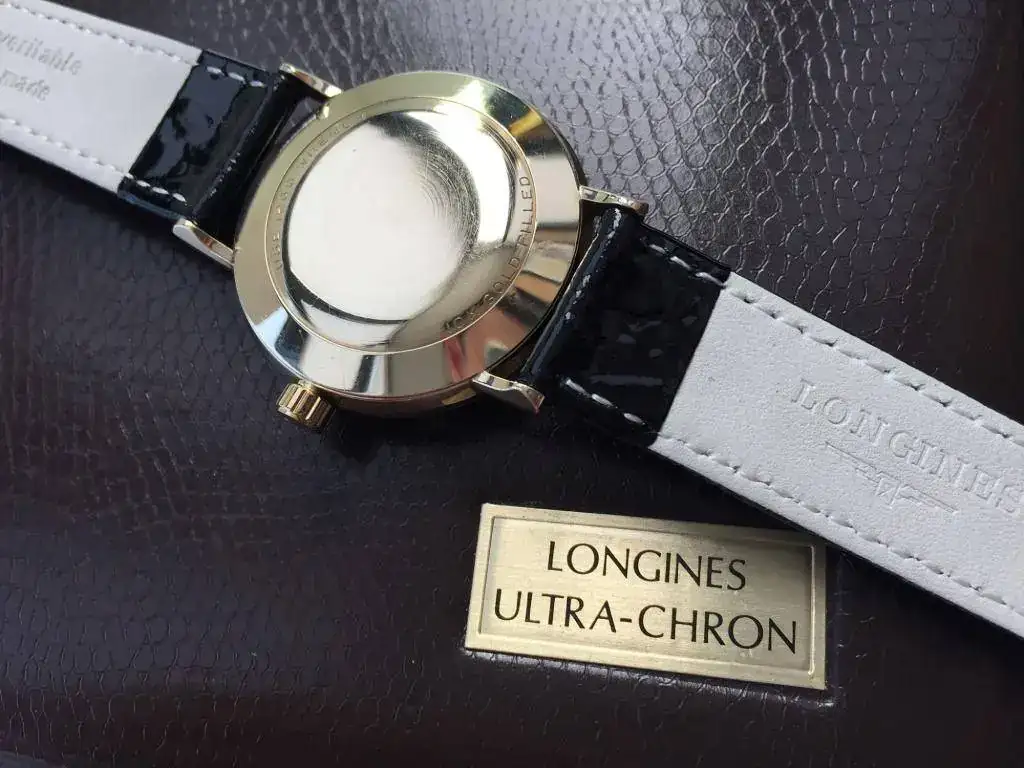 veritable
made
10K GOLD FILLED
LONGINES
LONGINES
ULTRA-CHRON